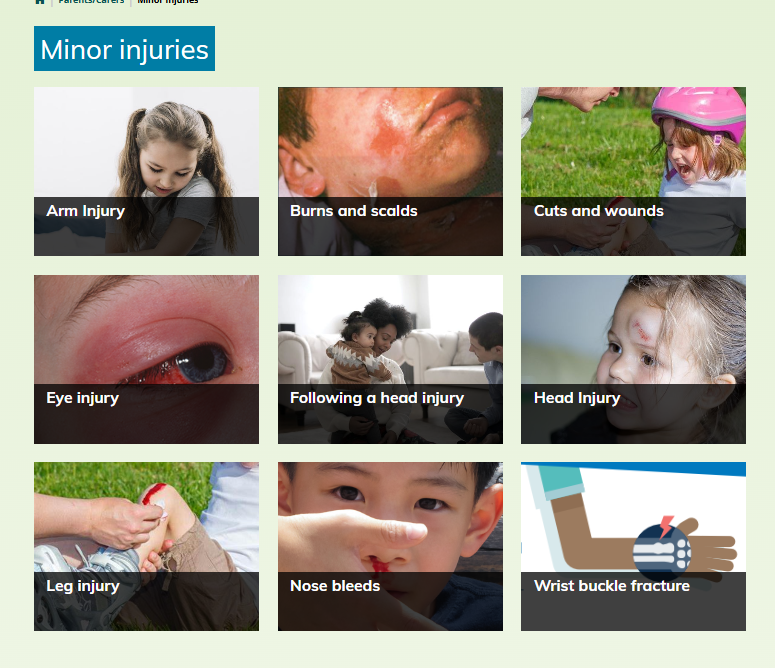 Parents/Carers | Minor injuries
Minor injuries
Arm Injury
Burns and scalds
Cuts and wounds
Eye injury
Following a head injury
Head Injury
Leg injury
Nose bleeds
Wrist buckle fracture